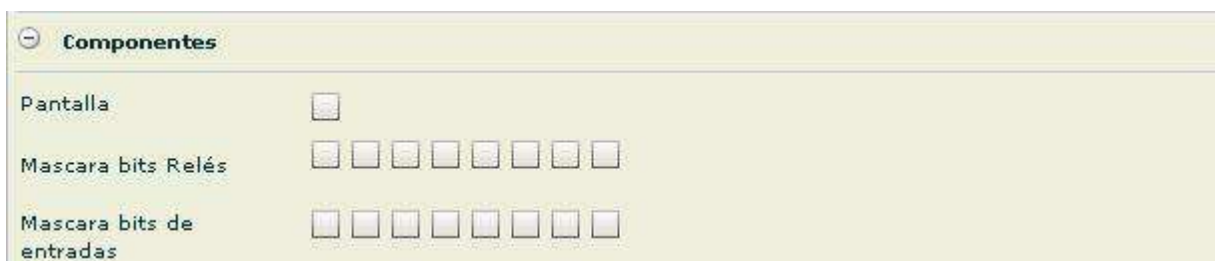 Componentes
Pantalla
Mascara bits Relés
Mascara bits de
entradas